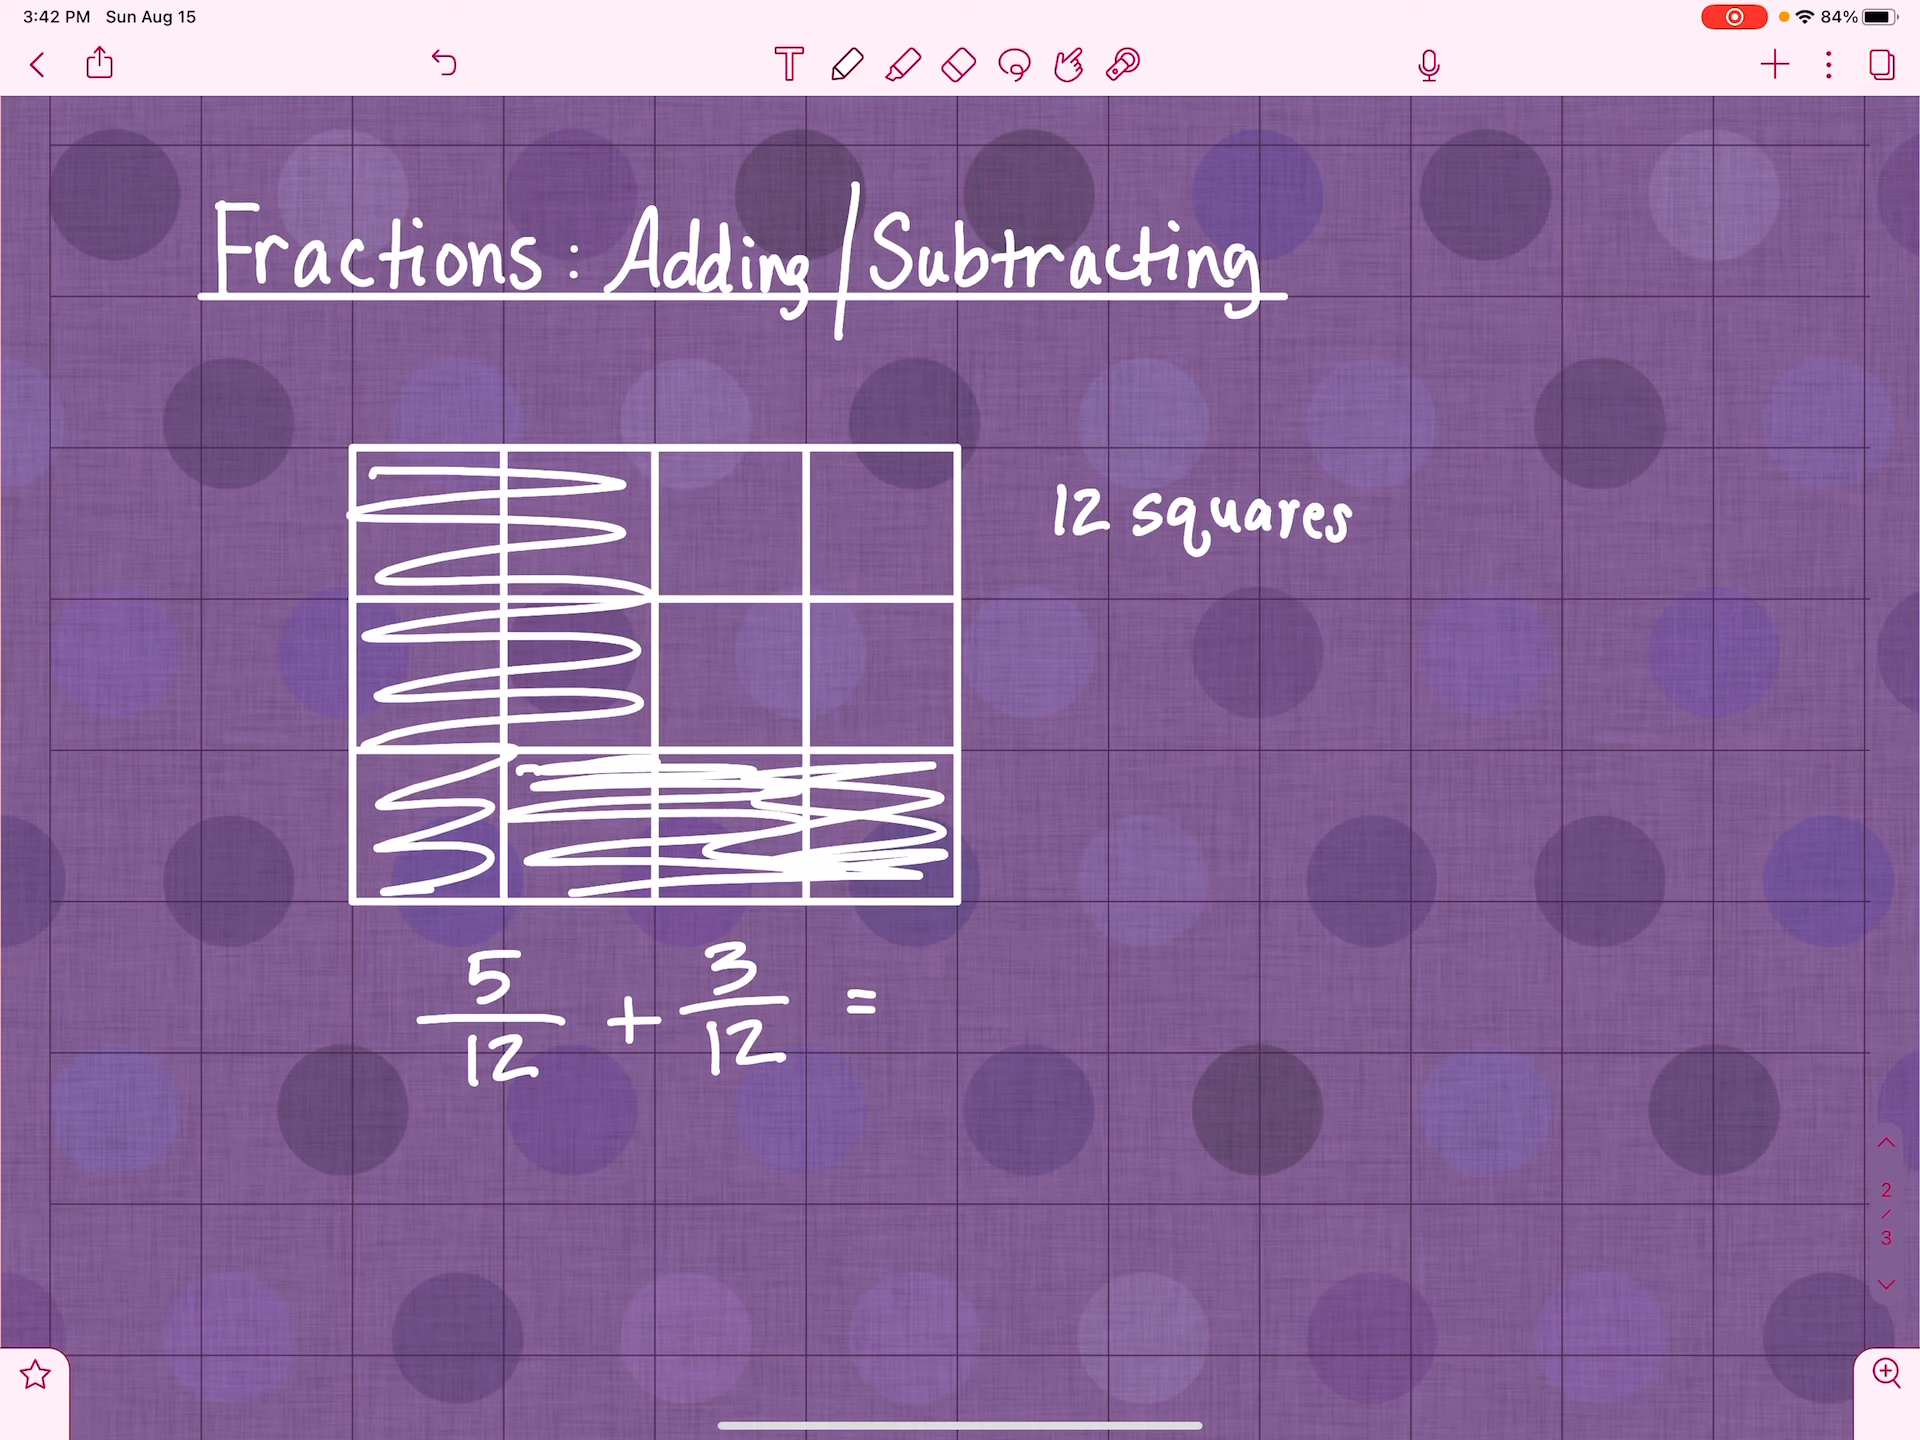 3:42 PM Sun Aug 15 84%
T
Fractions: Adding/Subtracting
12 squares
5/12 + 3/12 =
2
/
3